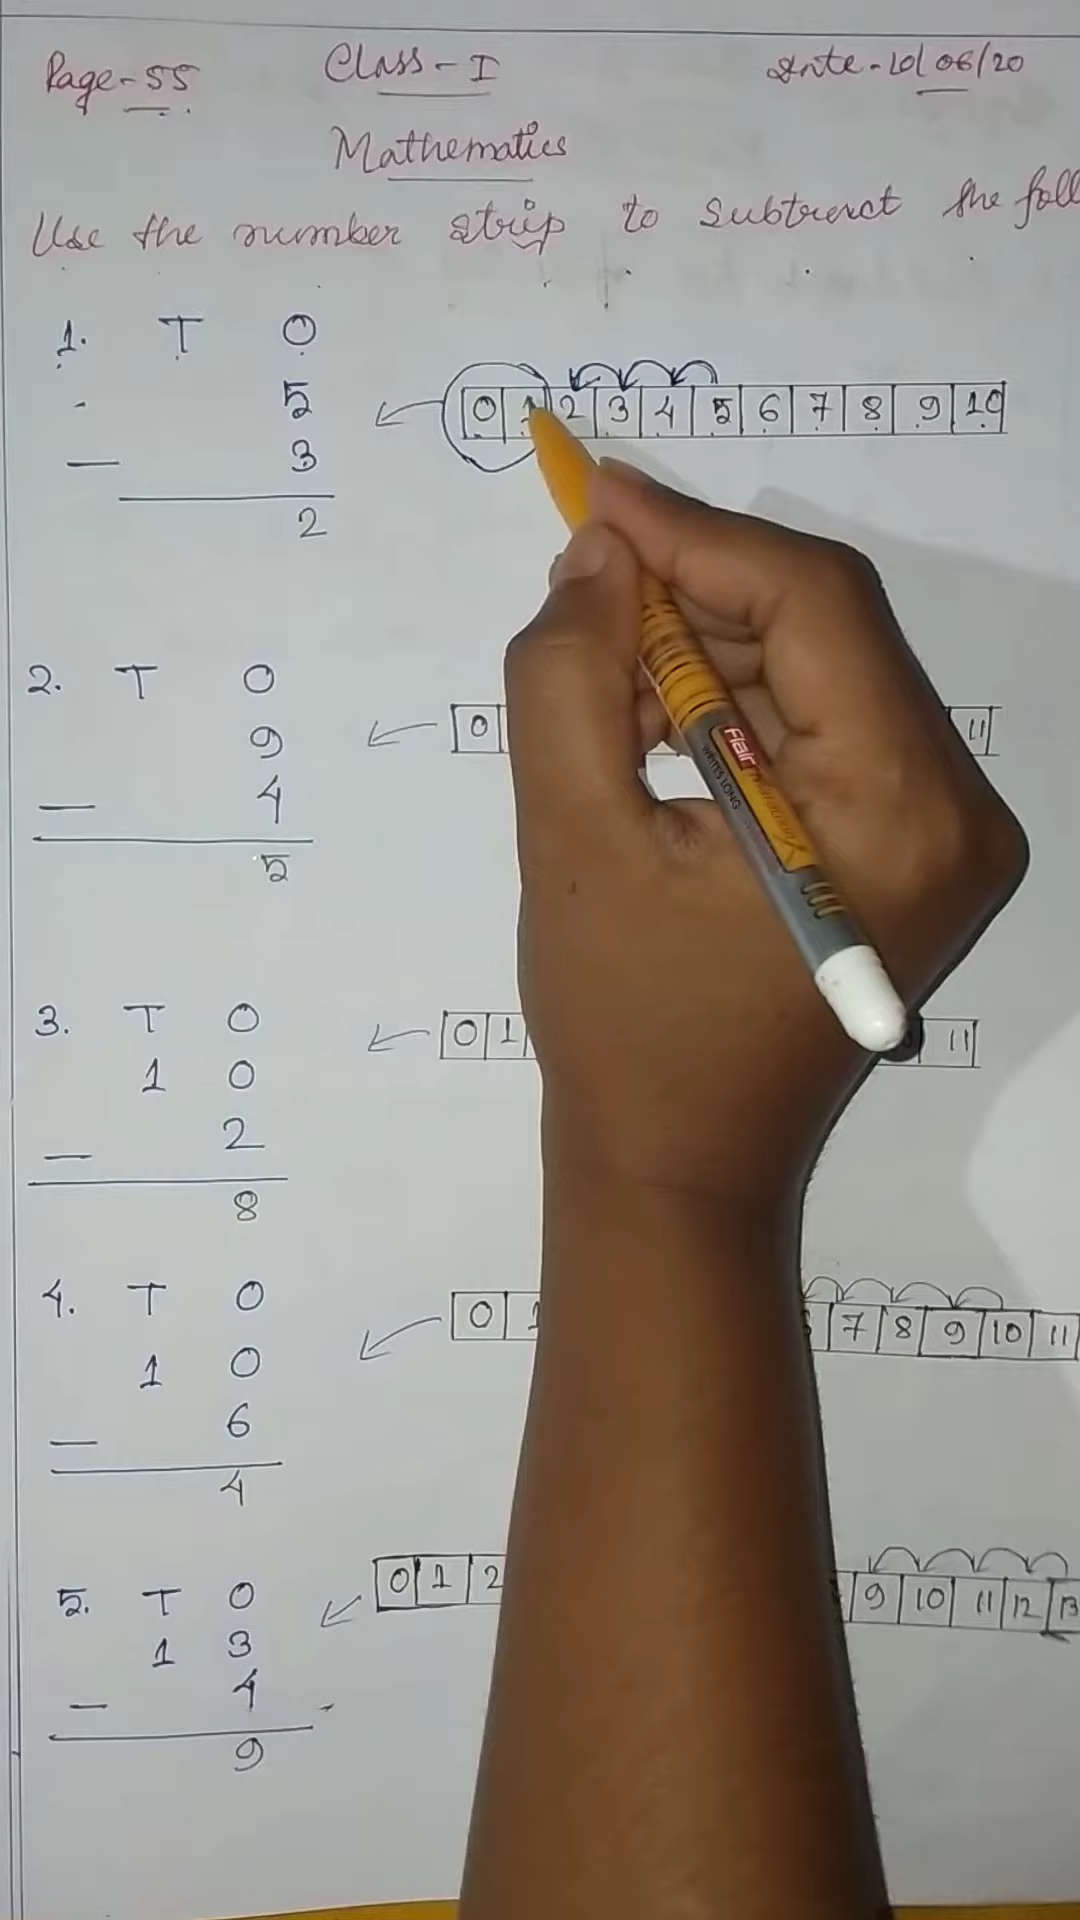 Page-55 Class-I Date-10/06/20
Mathematics
Use the number strip to subtract the foll
1. T O
5
— 3
2
0 1 2 3 4 5 6 7 8 9 10
2. T O
9
— 4
5
0 11
3. T O
1 0
— 2
8
0 1 11
4. T O
1 0
— 6
4
0 1 7 8 9 10 11
5. T O
1 3
— 4
9
0 1 2 9 10 11 12 13
Flair
WRITES LONG